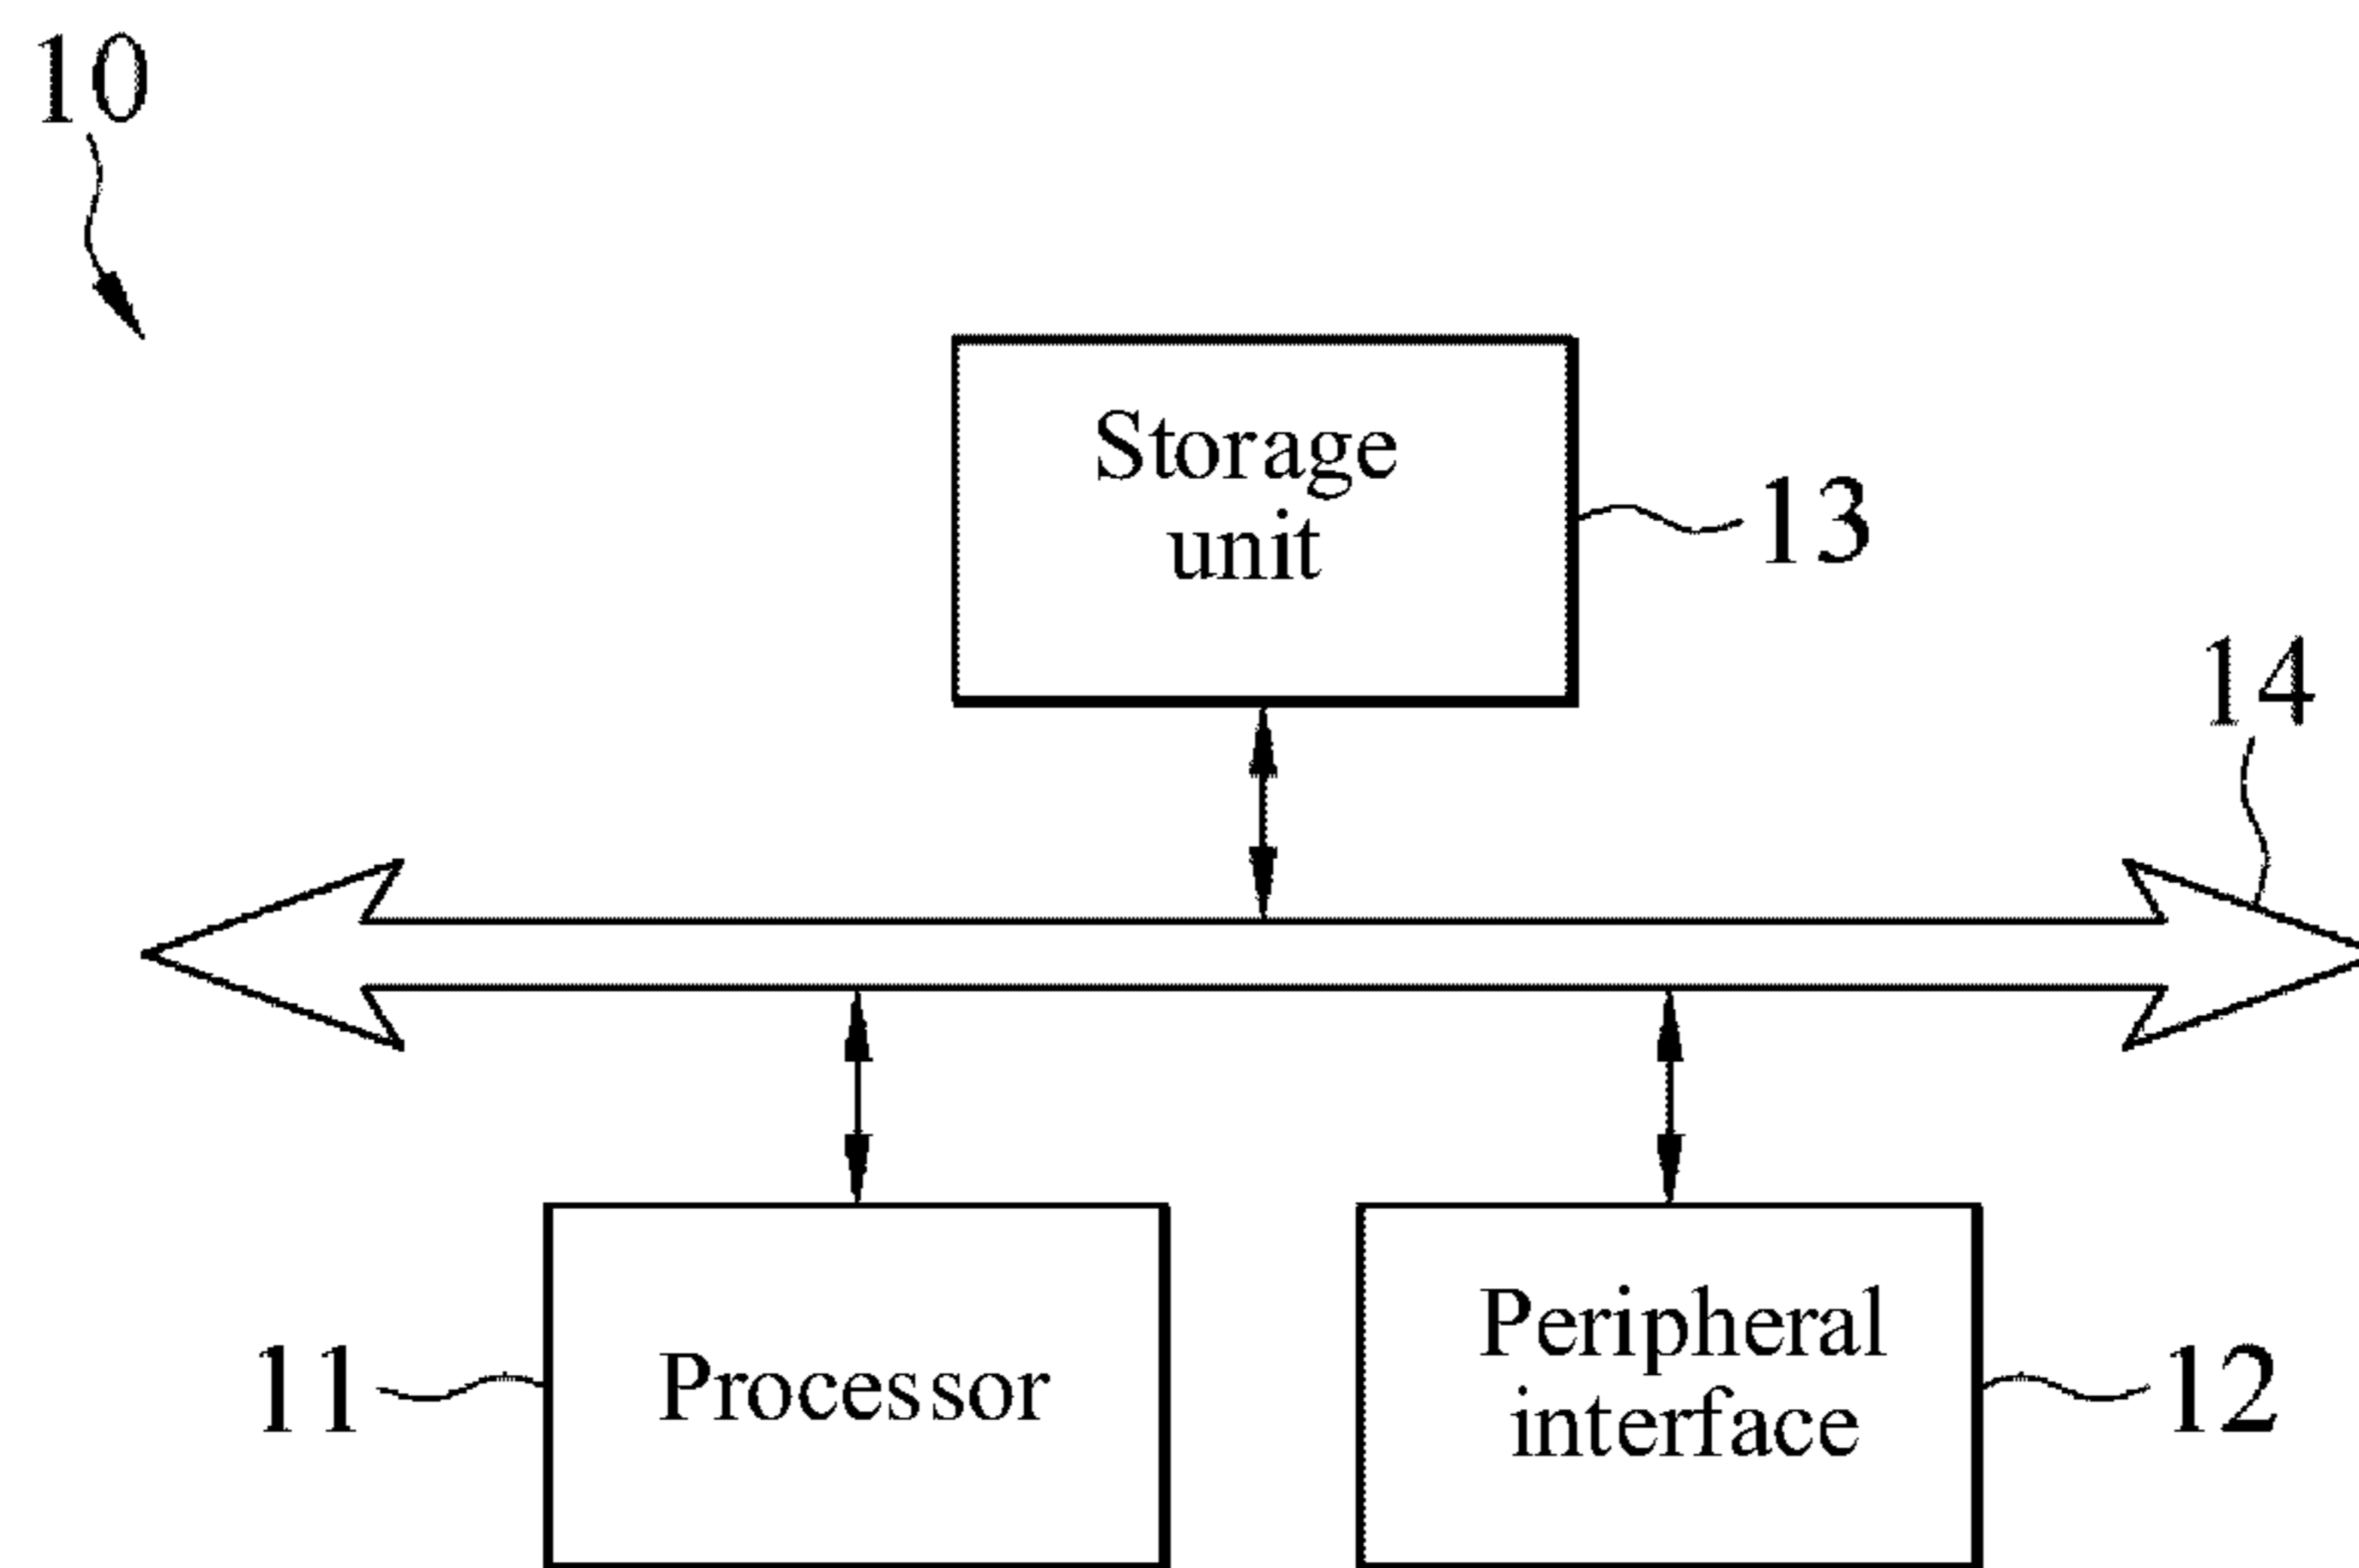 10
Storage
unit
13
14
11
Processor
Peripheral
interface
12